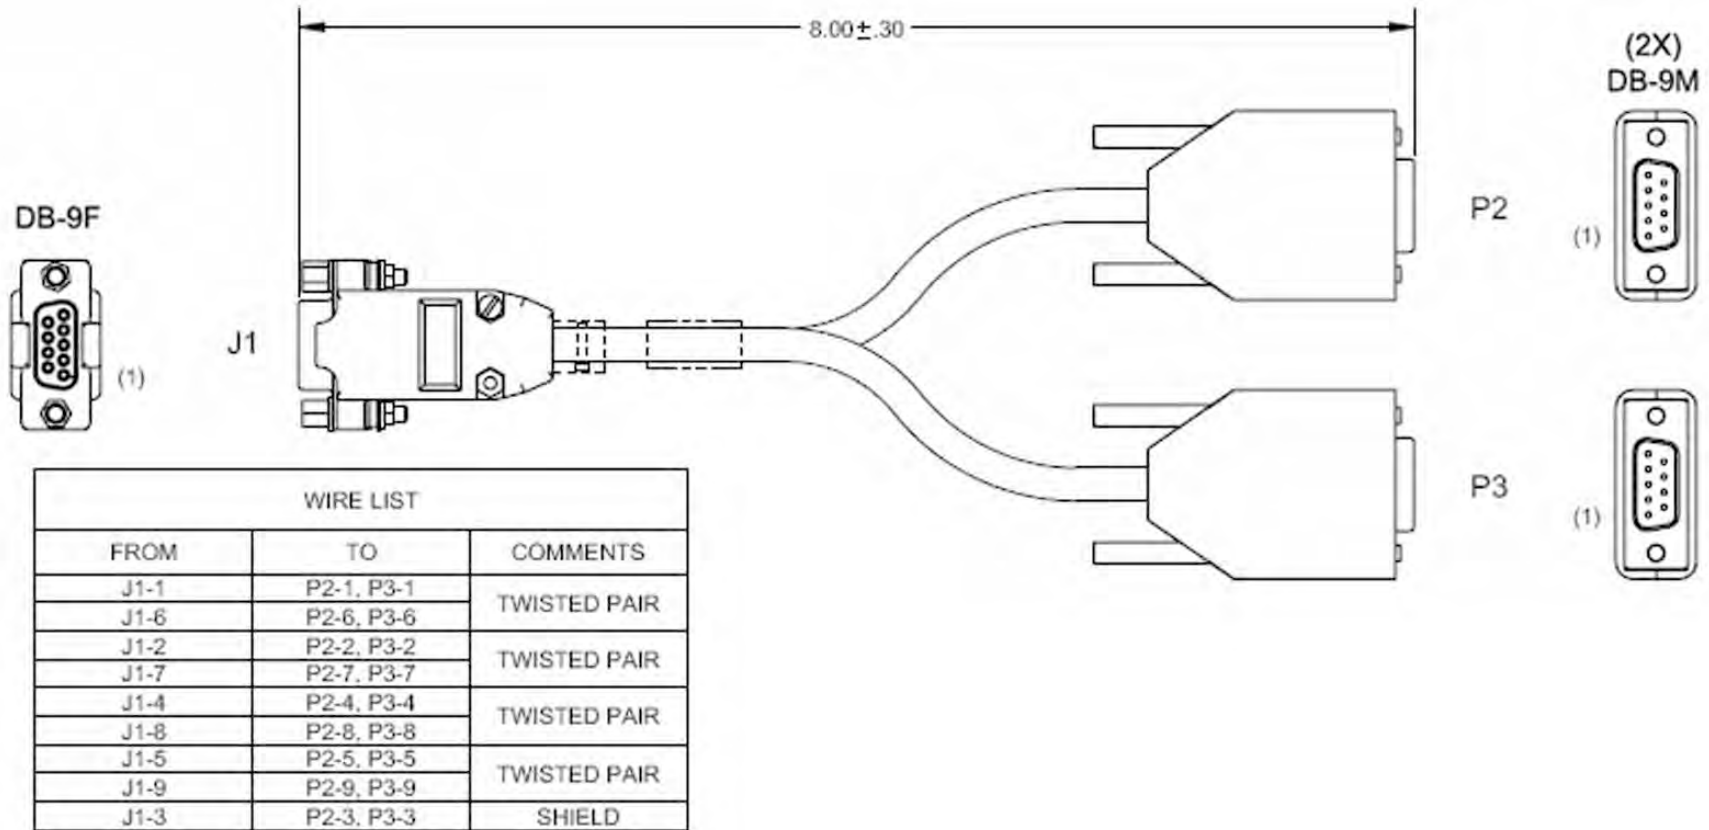 8.00±.30
(2X)
DB-9M
DB-9F
P2
(1)
J1
(1)
P3
(1)
WIRE LIST
FROM TO COMMENTS
J1-1 P2-1, P3-1 TWISTED PAIR
J1-6 P2-6, P3-6
J1-2 P2-2, P3-2 TWISTED PAIR
J1-7 P2-7, P3-7
J1-4 P2-4, P3-4 TWISTED PAIR
J1-8 P2-8, P3-8
J1-5 P2-5, P3-5 TWISTED PAIR
J1-9 P2-9, P3-9
J1-3 P2-3, P3-3 SHIELD